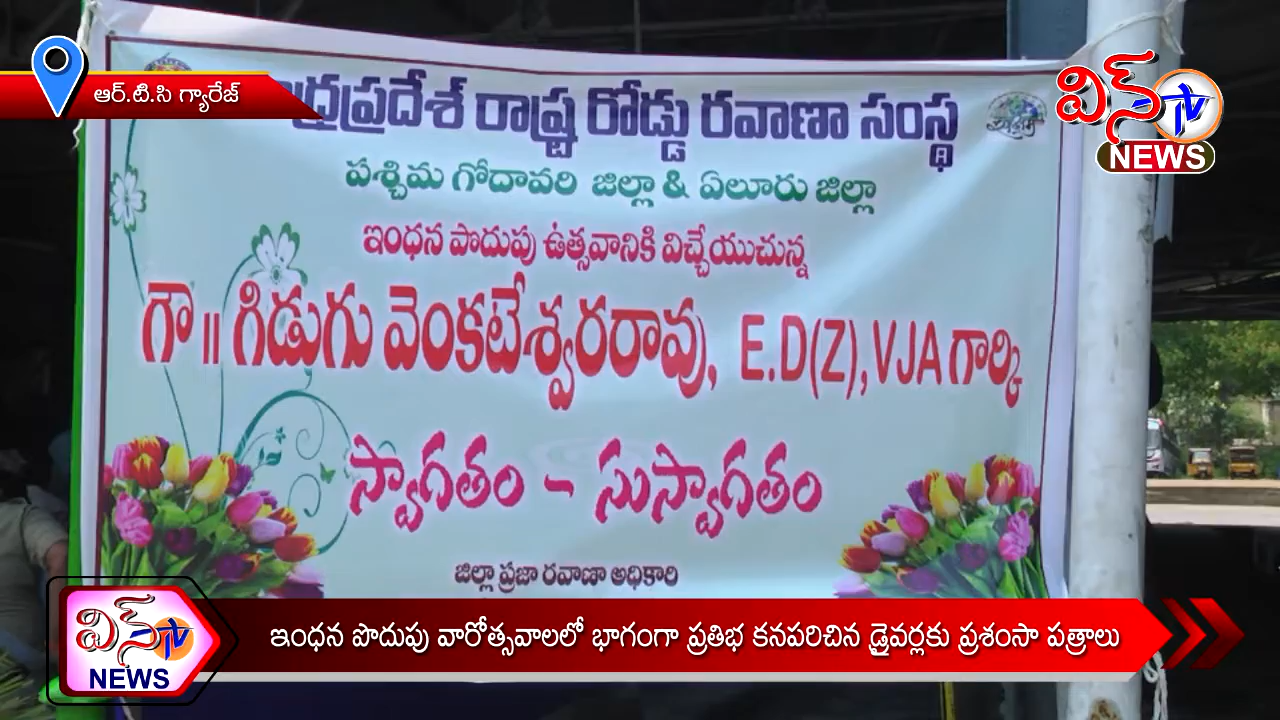 ఆర్.టి.సి గ్యారేజ్
రాష్ట్ర రోడ్డు రవాణా సంస్థ
పశ్చిమ గోదావరి జిల్లా & ఏలూరు జిల్లా
ఇంధన పొదుపు ఉత్సవానికి విచ్చేయుచున్న
గౌ|| గిడుగు వెంకటేశ్వరరావు, E.D(Z),VJA గార్కి
స్వాగతం - సుస్వాగతం
జిల్లా ప్రజా రవాణా అధికారి
విన్ TV
NEWS
విన్ TV
NEWS
ఇంధన పొదుపు వారోత్సవాలలో భాగంగా ప్రతిభ కనపరిచిన డ్రైవర్లకు ప్రశంసా పత్రాలు